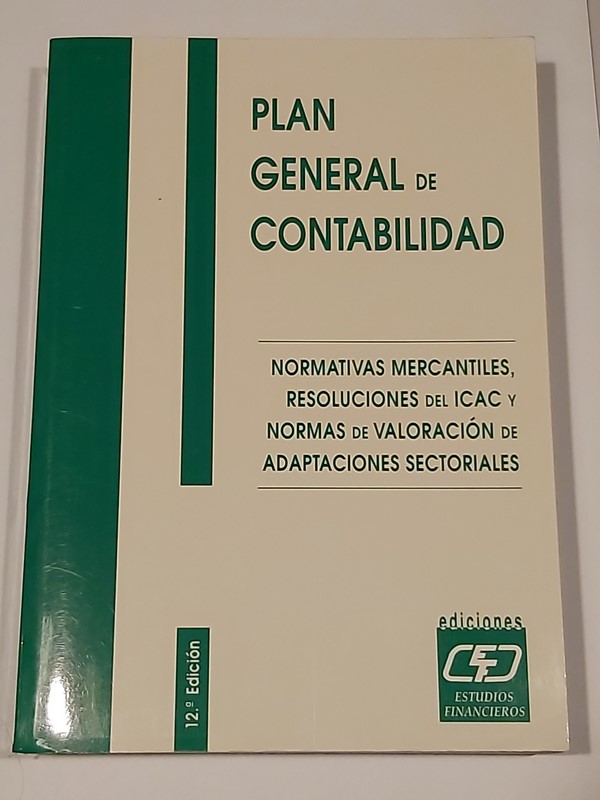 PLAN
GENERAL DE
CONTABILIDAD
NORMATIVAS MERCANTILES,
RESOLUCIONES DEL ICAC Y
NORMAS DE VALORACIÓN DE
ADAPTACIONES SECTORIALES
12.ª Edición
ediciones
CEF
ESTUDIOS
FINANCIEROS